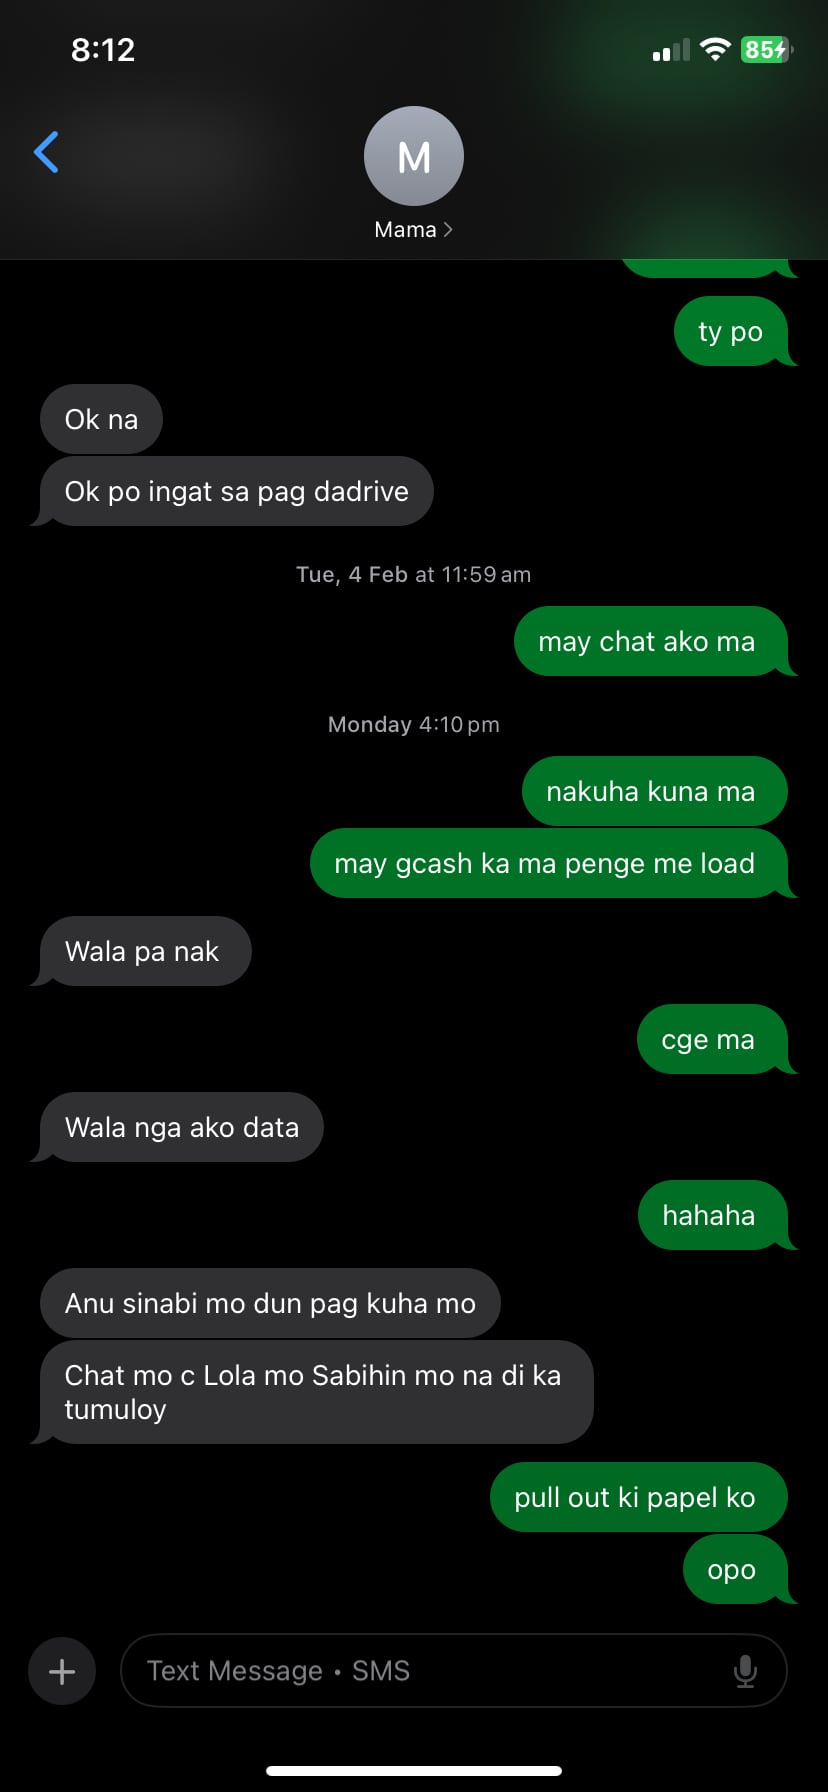 8:12
85
M
Mama
ty po
Ok na
Ok po ingat sa pag dadrive
Tue, 4 Feb at 11:59 am
may chat ako ma
Monday 4:10 pm
nakuha kuna ma
may gcash ka ma penge me load
Wala pa nak
cge ma
Wala nga ako data
hahaha
Anu sinabi mo dun pag kuha mo
Chat mo c Lola mo Sabihin mo na di ka
tumuloy
pull out ki papel ko
opo
Text Message • SMS